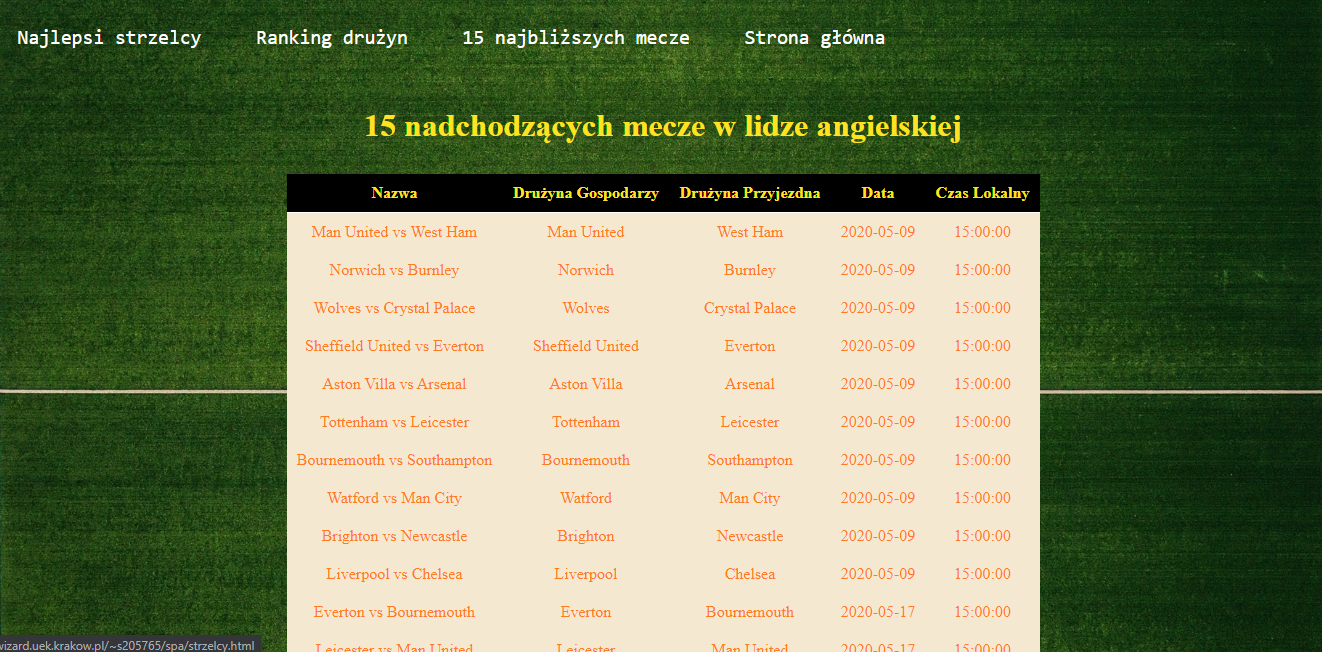 Najlepsi strzelcy Ranking drużyn 15 najbliższych mecze Strona główna
15 nadchodzących mecze w lidze angielskiej
Nazwa Drużyna Gospodarzy Drużyna Przyjezdna Data Czas Lokalny
Man United vs West Ham Man United West Ham 2020-05-09 15:00:00
Norwich vs Burnley Norwich Burnley 2020-05-09 15:00:00
Wolves vs Crystal Palace Wolves Crystal Palace 2020-05-09 15:00:00
Sheffield United vs Everton Sheffield United Everton 2020-05-09 15:00:00
Aston Villa vs Arsenal Aston Villa Arsenal 2020-05-09 15:00:00
Tottenham vs Leicester Tottenham Leicester 2020-05-09 15:00:00
Bournemouth vs Southampton Bournemouth Southampton 2020-05-09 15:00:00
Watford vs Man City Watford Man City 2020-05-09 15:00:00
Brighton vs Newcastle Brighton Newcastle 2020-05-09 15:00:00
Liverpool vs Chelsea Liverpool Chelsea 2020-05-09 15:00:00
Everton vs Bournemouth Everton Bournemouth 2020-05-17 15:00:00
Leicester vs Man United Leicester Man United 2020-05-17 15:00:00
wizard.uek.krakow.pl/~s205765/spa/strzelcy.html